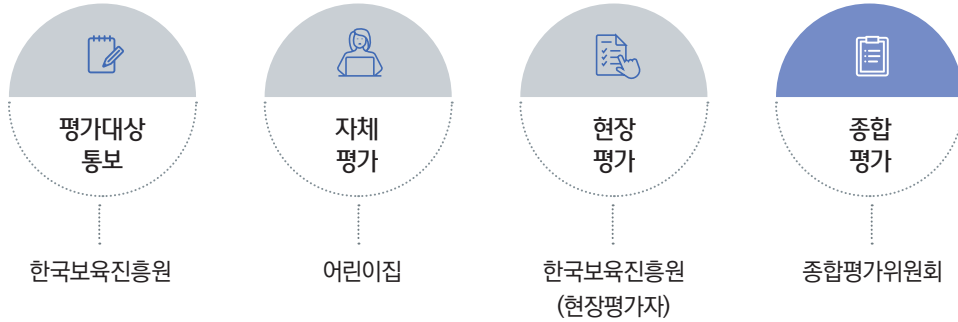 평가대상
통보
자체
평가
현장
평가
종합
평가
한국보육진흥원
어린이집
한국보육진흥원
(현장평가자)
종합평가위원회